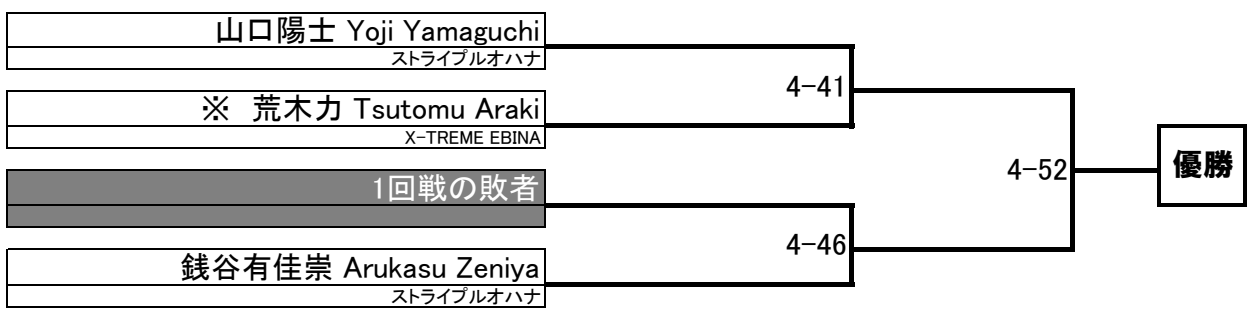 山口陽士 Yoji Yamaguchi
ストライプルオハナ
※ 荒木力 Tsutomu Araki
X-TREME EBINA
4-41
1回戦の敗者
4-52
優勝
4-46
銭谷有佳崇 Arukasu Zeniya
ストライプルオハナ